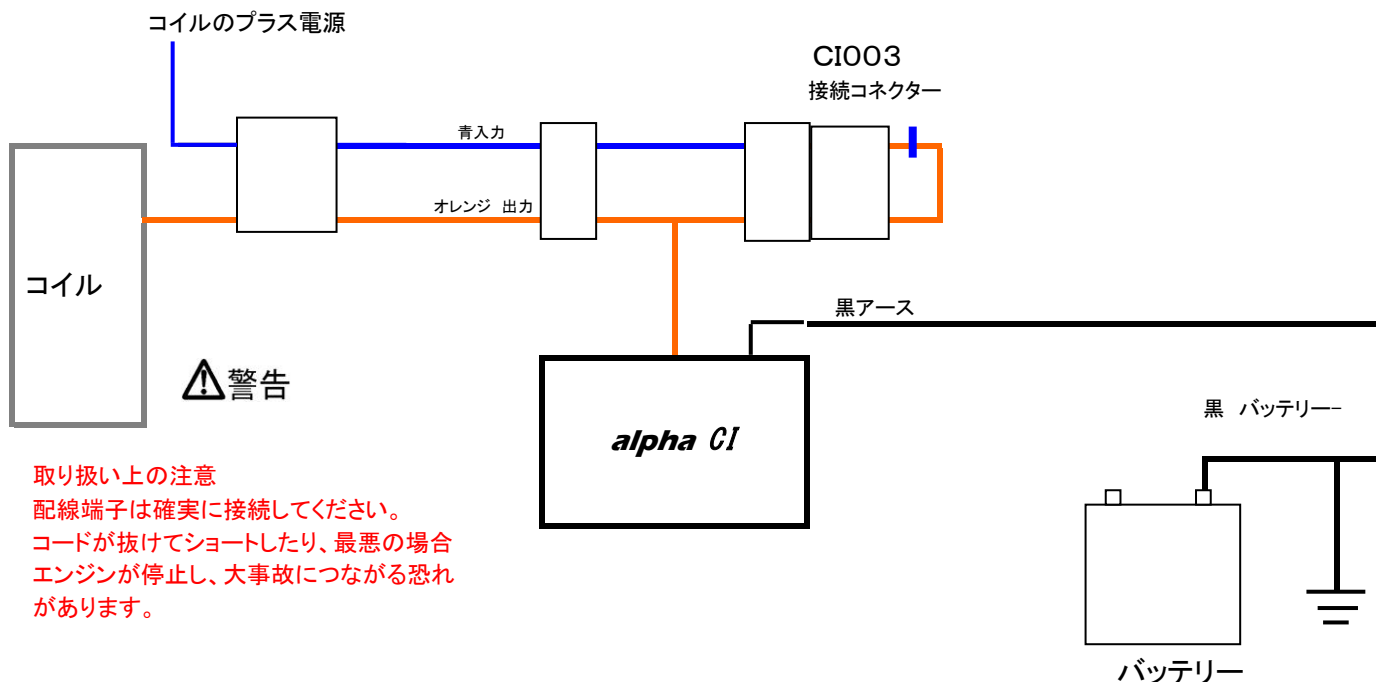 コイルのプラス電源
CI003
接続コネクター
青入力
オレンジ 出力
コイル
黒アース
警告
alpha CI
黒 バッテリー−
取り扱い上の注意
配線端子は確実に接続してください。
コードが抜けてショートしたり、最悪の場合
エンジンが停止し、大事故につながる恐れ
があります。
バッテリー